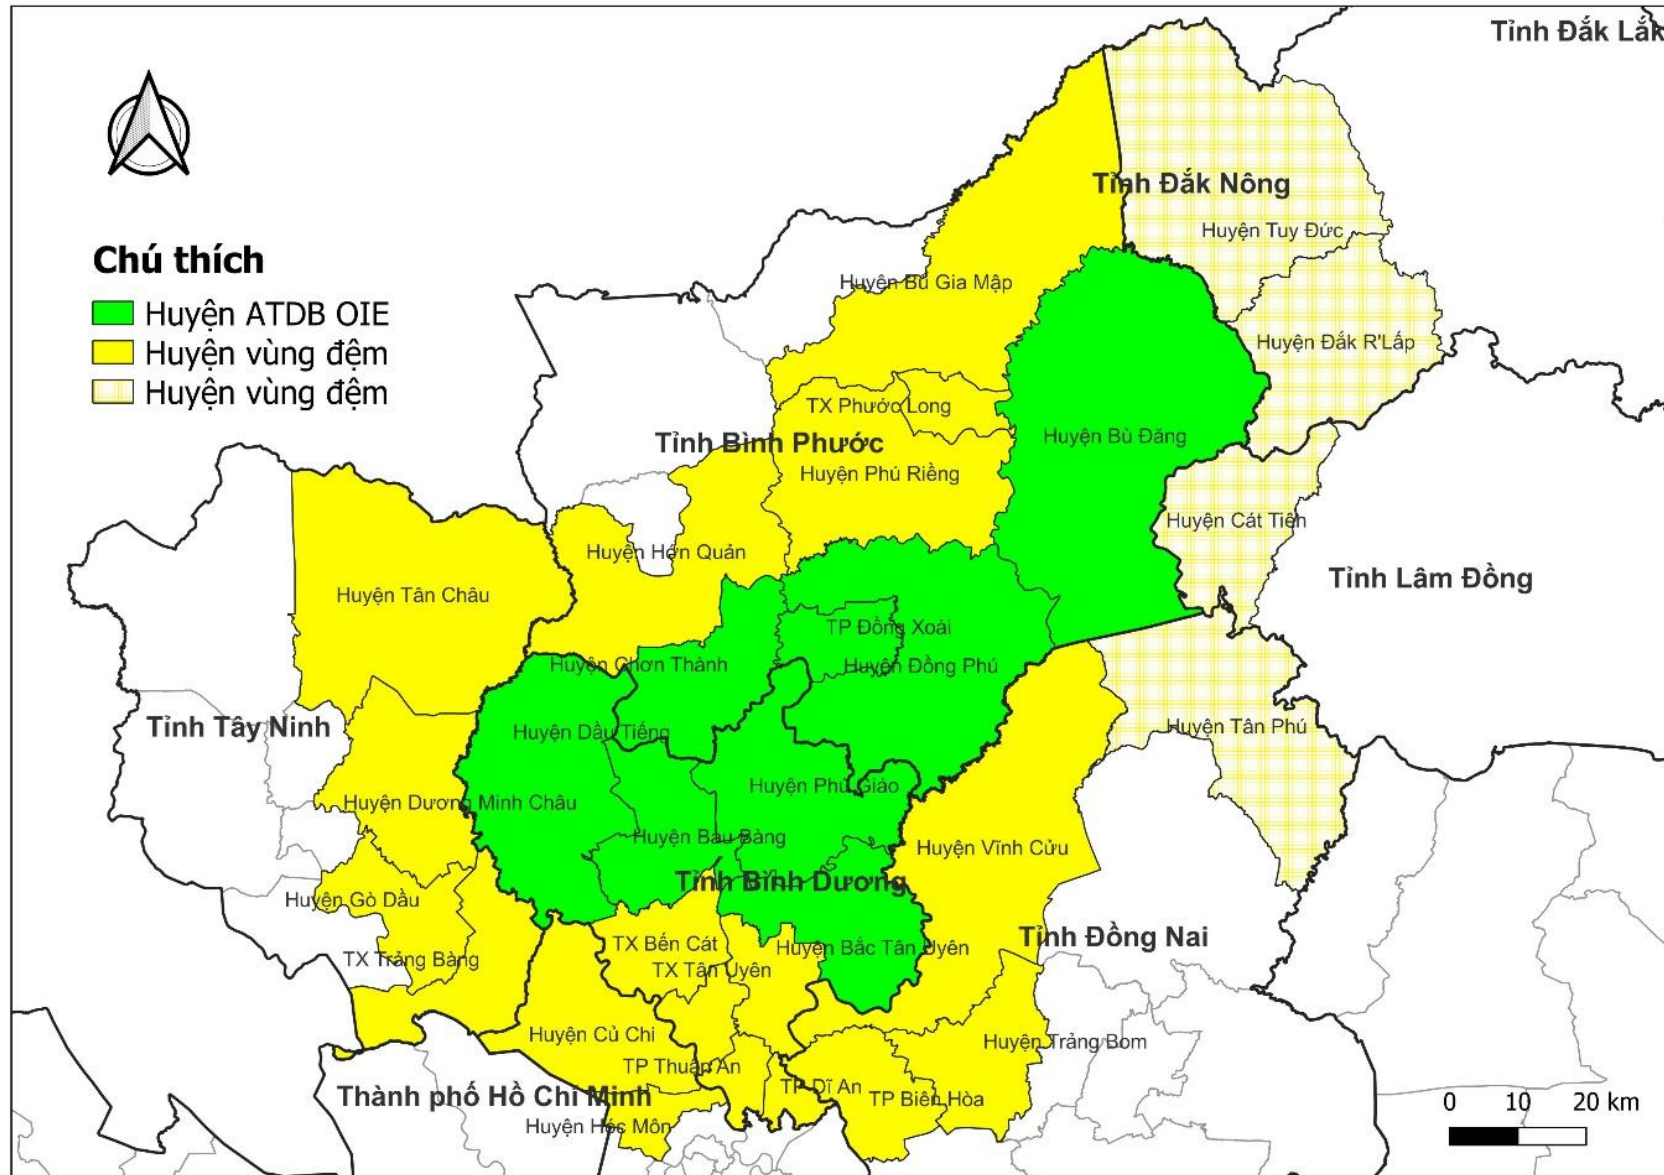 Tỉnh Đắk Lắk
Tỉnh Đắk Nông
Huyện Tuy Đức
Chú thích
Huyện ATDB OIE
Huyện vùng đệm
Huyện vùng đệm
Huyện Bù Gia Mập
Huyện Đắk R'Lấp
TX Phước Long
Tỉnh Bình Phước
Huyện Bù Đăng
Huyện Phú Riềng
Huyện Cát Tiên
Huyện Hớn Quản
Tỉnh Lâm Đồng
Huyện Tân Châu
TP Đồng Xoài
Huyện Chơn Thành
Huyện Đồng Phú
Tỉnh Tây Ninh
Huyện Dầu Tiếng
Huyện Tân Phú
Huyện Phú Giáo
Huyện Dương Minh Châu
Huyện Bàu Bàng
Huyện Vĩnh Cửu
Tỉnh Bình Dương
Huyện Gò Dầu
Tỉnh Đồng Nai
TX Bến Cát
Huyện Bắc Tân Uyên
TX Trảng Bàng
TX Tân Uyên
Huyện Củ Chi
Huyện Trảng Bom
TP Thuận An
TP Dĩ An
Thành phố Hồ Chí Minh
TP Biên Hòa
Huyện Hóc Môn
0 10 20 km